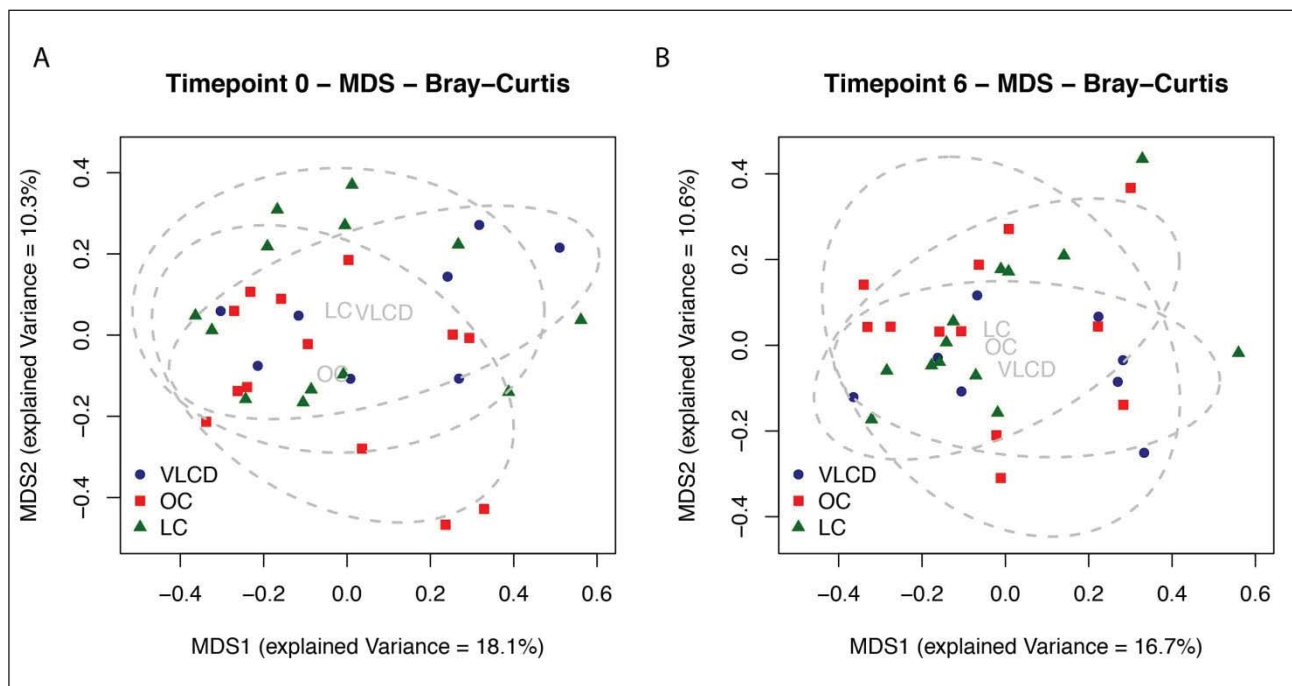 A
Timepoint 0 – MDS – Bray–Curtis
MDS2 (explained Variance = 10.3%)
0.4
0.2
0.0
−0.2
−0.4
LC VLCD
OC
VLCD
OC
LC
−0.4 −0.2 0.0 0.2 0.4 0.6
MDS1 (explained Variance = 18.1%)
B
Timepoint 6 – MDS – Bray–Curtis
MDS2 (explained Variance = 10.6%)
0.4
0.2
0.0
−0.2
−0.4
LC
OC
VLCD
VLCD
OC
LC
−0.4 −0.2 0.0 0.2 0.4 0.6
MDS1 (explained Variance = 16.7%)